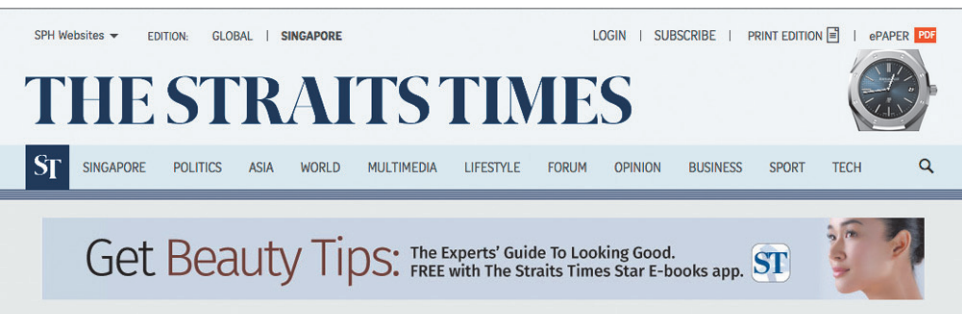 SPH Websites EDITION: GLOBAL | SINGAPORE LOGIN | SUBSCRIBE | PRINT EDITION | ePAPER PDF
THE STRAITS TIMES
ST SINGAPORE POLITICS ASIA WORLD MULTIMEDIA LIFESTYLE FORUM OPINION BUSINESS SPORT TECH
Get Beauty Tips: The Experts' Guide To Looking Good.
FREE with The Straits Times Star E-books app. ST